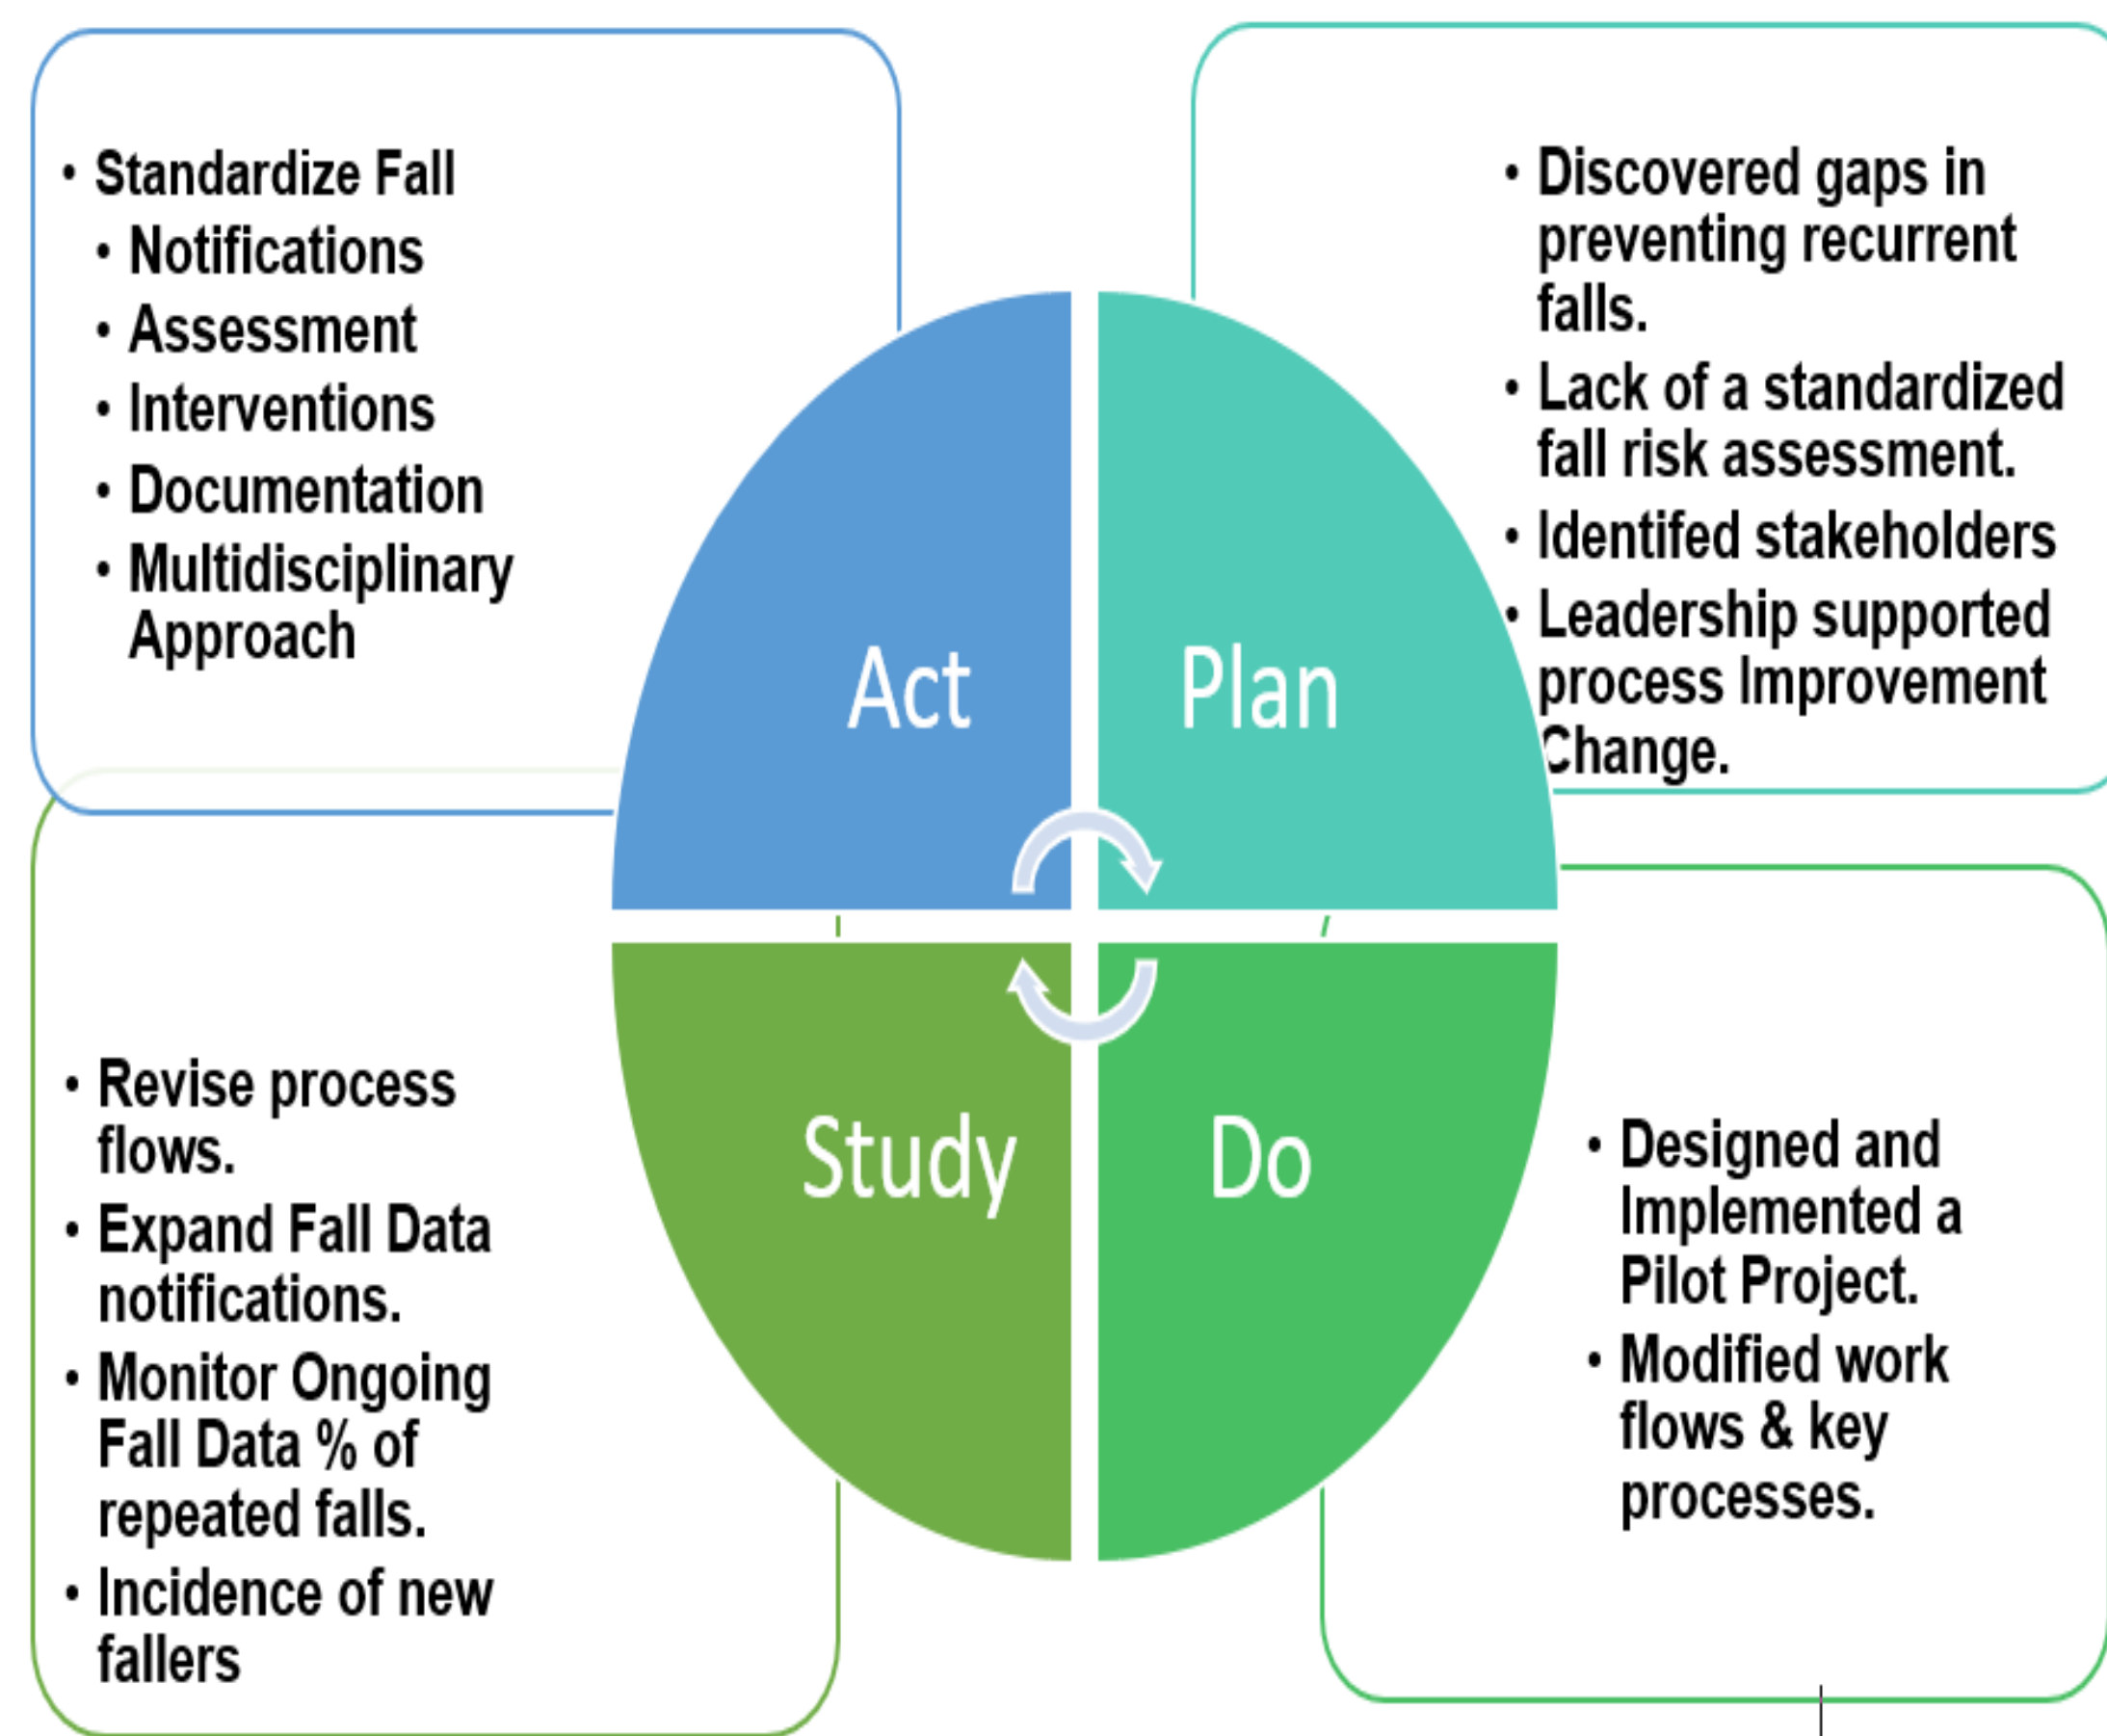 • Standardize Fall
• Notifications
• Assessment
• Interventions
• Documentation
• Multidisciplinary
Approach
• Discovered gaps in
preventing recurrent
falls.
• Lack of a standardized
fall risk assessment.
• Identifed stakeholders
• Leadership supported
process Improvement
Change.
Act
Plan
Study
Do
• Revise process
flows.
• Expand Fall Data
notifications.
• Monitor Ongoing
Fall Data % of
repeated falls.
• Incidence of new
fallers
• Designed and
Implemented a
Pilot Project.
• Modified work
flows & key
processes.